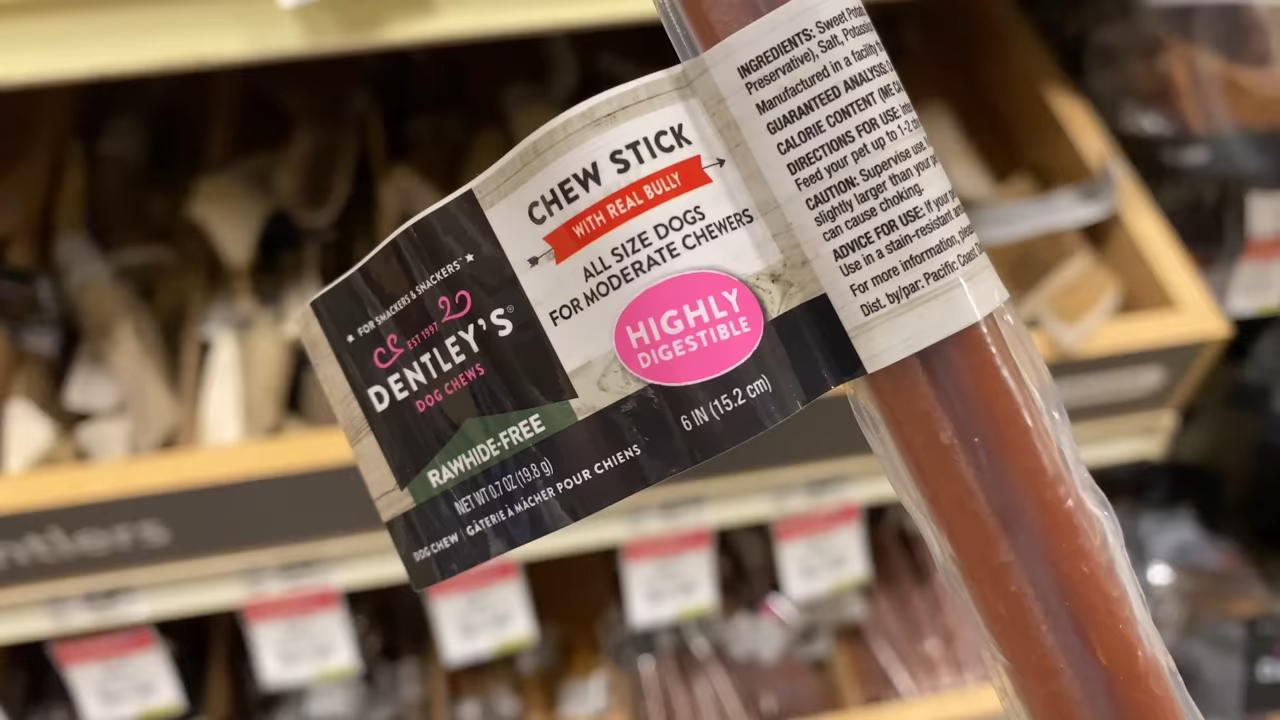 ★ FOR SMACKERS & SNACKERS™ ★
EST 1997
DENTLEY'S®
DOG CHEWS
RAWHIDE-FREE
NET WT 0.7 OZ (19.8 g)
DOG CHEW | GÂTERIE À MÂCHER POUR CHIENS
CHEW STICK
WITH REAL BULLY
ALL SIZE DOGS
FOR MODERATE CHEWERS
HIGHLY
DIGESTIBLE
6 IN (15.2 cm)
INGREDIENTS: Sweet
Preservative), Salt,
Manufactured in a facility
GUARANTEED ANALYSIS:
CALORIE CONTENT (ME
DIRECTIONS FOR USE:
Feed your pet up to 1-2
CAUTION: Supervise use.
slightly larger than your
can cause choking.
ADVICE FOR USE: If your
Use in a stain-resistant
For more information,
Dist. by/par: Pacific Coast
ntlers